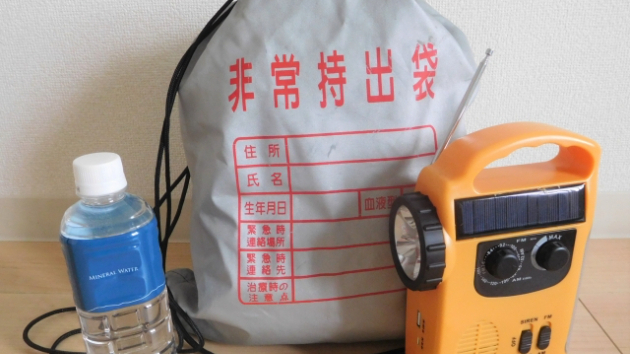 非常持出袋
住所
氏名
生年月日
血液
緊急時
連絡場所
緊急時
連絡先
治療時の
注意点
MINERAL WATER
FM
MAX
AM
SIREN FM